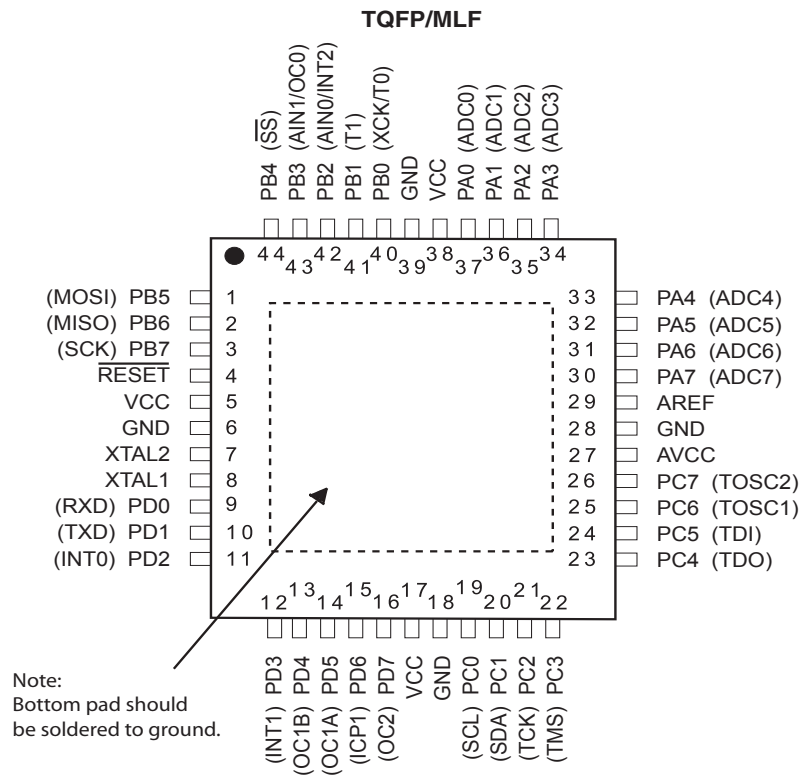 TQFP/MLF
PB4 (S̅S̅)
PB3 (AIN1/OC0)
PB2 (AIN0/INT2)
PB1 (T1)
PB0 (XCK/T0)
GND
VCC
PA0 (ADC0)
PA1 (ADC1)
PA2 (ADC2)
PA3 (ADC3)
44
43
42
41
40
39
38
37
36
35
34
(MOSI) PB5 1
(MISO) PB6 2
(SCK) PB7 3
R̅E̅S̅E̅T̅ 4
VCC 5
GND 6
XTAL2 7
XTAL1 8
(RXD) PD0 9
(TXD) PD1 10
(INT0) PD2 11
33 PA4 (ADC4)
32 PA5 (ADC5)
31 PA6 (ADC6)
30 PA7 (ADC7)
29 AREF
28 GND
27 AVCC
26 PC7 (TOSC2)
25 PC6 (TOSC1)
24 PC5 (TDI)
23 PC4 (TDO)
12
13
14
15
16
17
18
19
20
21
22
(INT1) PD3
(OC1B) PD4
(OC1A) PD5
(ICP1) PD6
(OC2) PD7
VCC
GND
(SCL) PC0
(SDA) PC1
(TCK) PC2
(TMS) PC3
Note:
Bottom pad should
be soldered to ground.